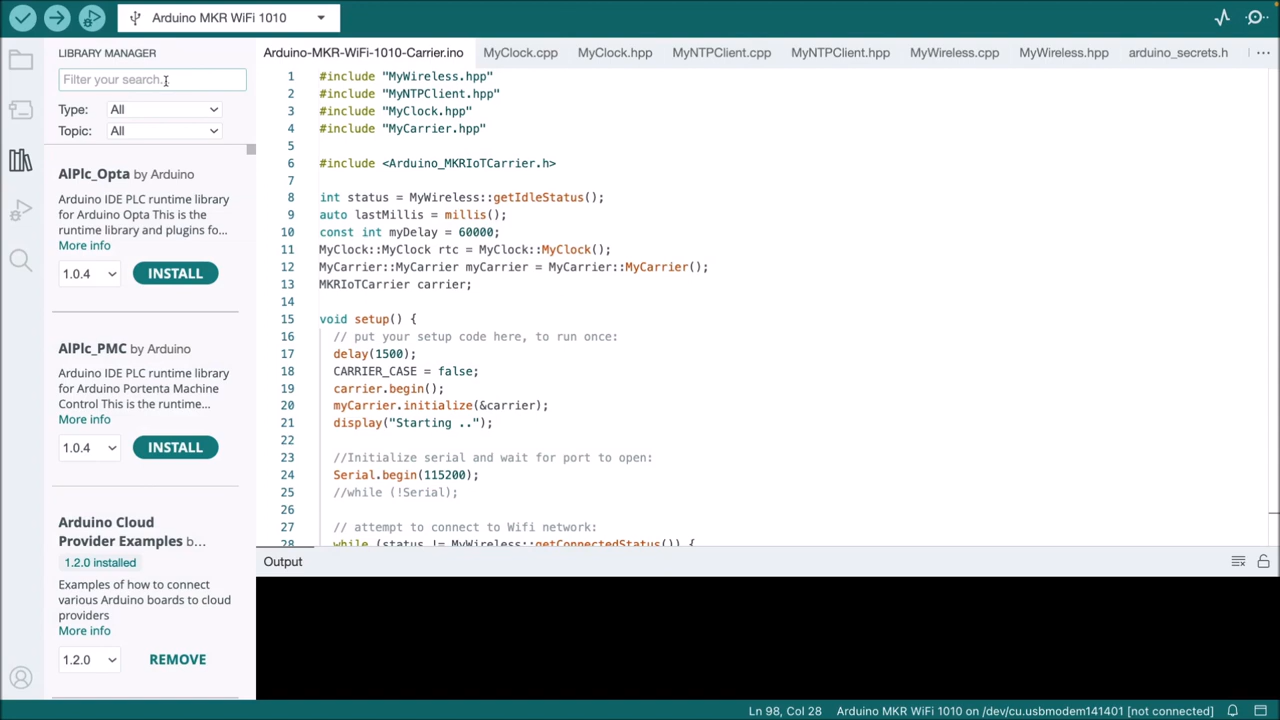 Arduino MKR WiFi 1010
LIBRARY MANAGER
Filter your search...
Type: All
Topic: All
AlPlc_Opta by Arduino
Arduino IDE PLC runtime library
for Arduino Opta This is the
runtime library and plugins fo...
More info
1.0.4 INSTALL
AlPlc_PMC by Arduino
Arduino IDE PLC runtime library
for Arduino Portenta Machine
Control This is the runtime...
More info
1.0.4 INSTALL
Arduino Cloud
Provider Examples b...
1.2.0 installed
Examples of how to connect
various Arduino boards to cloud
providers
More info
1.2.0 REMOVE
Arduino-MKR-WiFi-1010-Carrier.ino MyClock.cpp MyClock.hpp MyNTPClient.cpp MyNTPClient.hpp MyWireless.cpp MyWireless.hpp arduino_secrets.h ...
1 #include "MyWireless.hpp"
2 #include "MyNTPClient.hpp"
3 #include "MyClock.hpp"
4 #include "MyCarrier.hpp"
5
6 #include <Arduino_MKRIoTCarrier.h>
7
8 int status = MyWireless::getIdleStatus();
9 auto lastMillis = millis();
10 const int myDelay = 60000;
11 MyClock::MyClock rtc = MyClock::MyClock();
12 MyCarrier::MyCarrier myCarrier = MyCarrier::MyCarrier();
13 MKRIoTCarrier carrier;
14
15 void setup() {
16 // put your setup code here, to run once:
17 delay(1500);
18 CARRIER_CASE = false;
19 carrier.begin();
20 myCarrier.initialize(&carrier);
21 display("Starting ..");
22
23 //Initialize serial and wait for port to open:
24 Serial.begin(115200);
25 //while (!Serial);
26
27 // attempt to connect to Wifi network:
28 while (status != MyWireless::getConnectedStatus()) {
Output
Ln 98, Col 28 Arduino MKR WiFi 1010 on /dev/cu.usbmodem141401 [not connected]